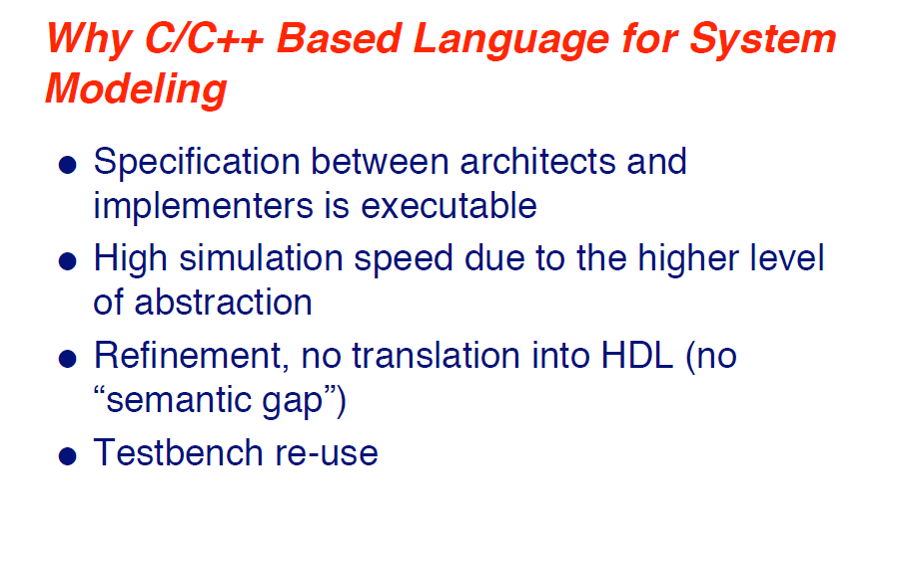 Why C/C++ Based Language for System
Modeling
● Specification between architects and
implementers is executable
● High simulation speed due to the higher level
of abstraction
● Refinement, no translation into HDL (no
“semantic gap”)
● Testbench re-use